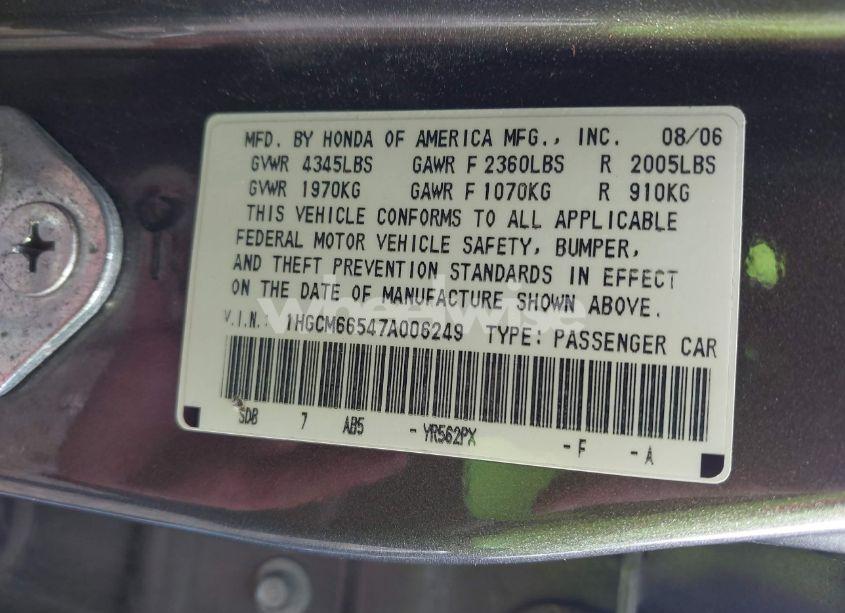 MFD. BY HONDA OF AMERICA MFG., INC. 08/06
GVWR 4345LBS GAWR F 2360LBS R 2005LBS
GVWR 1970KG GAWR F 1070KG R 910KG
THIS VEHICLE CONFORMS TO ALL APPLICABLE
FEDERAL MOTOR VEHICLE SAFETY, BUMPER,
AND THEFT PREVENTION STANDARDS IN EFFECT
ON THE DATE OF MANUFACTURE SHOWN ABOVE.
wheelwise
V.I.N.: 1HGCM66547A006249 TYPE: PASSENGER CAR
SDB 7 AB5 - YR562PX - F - A